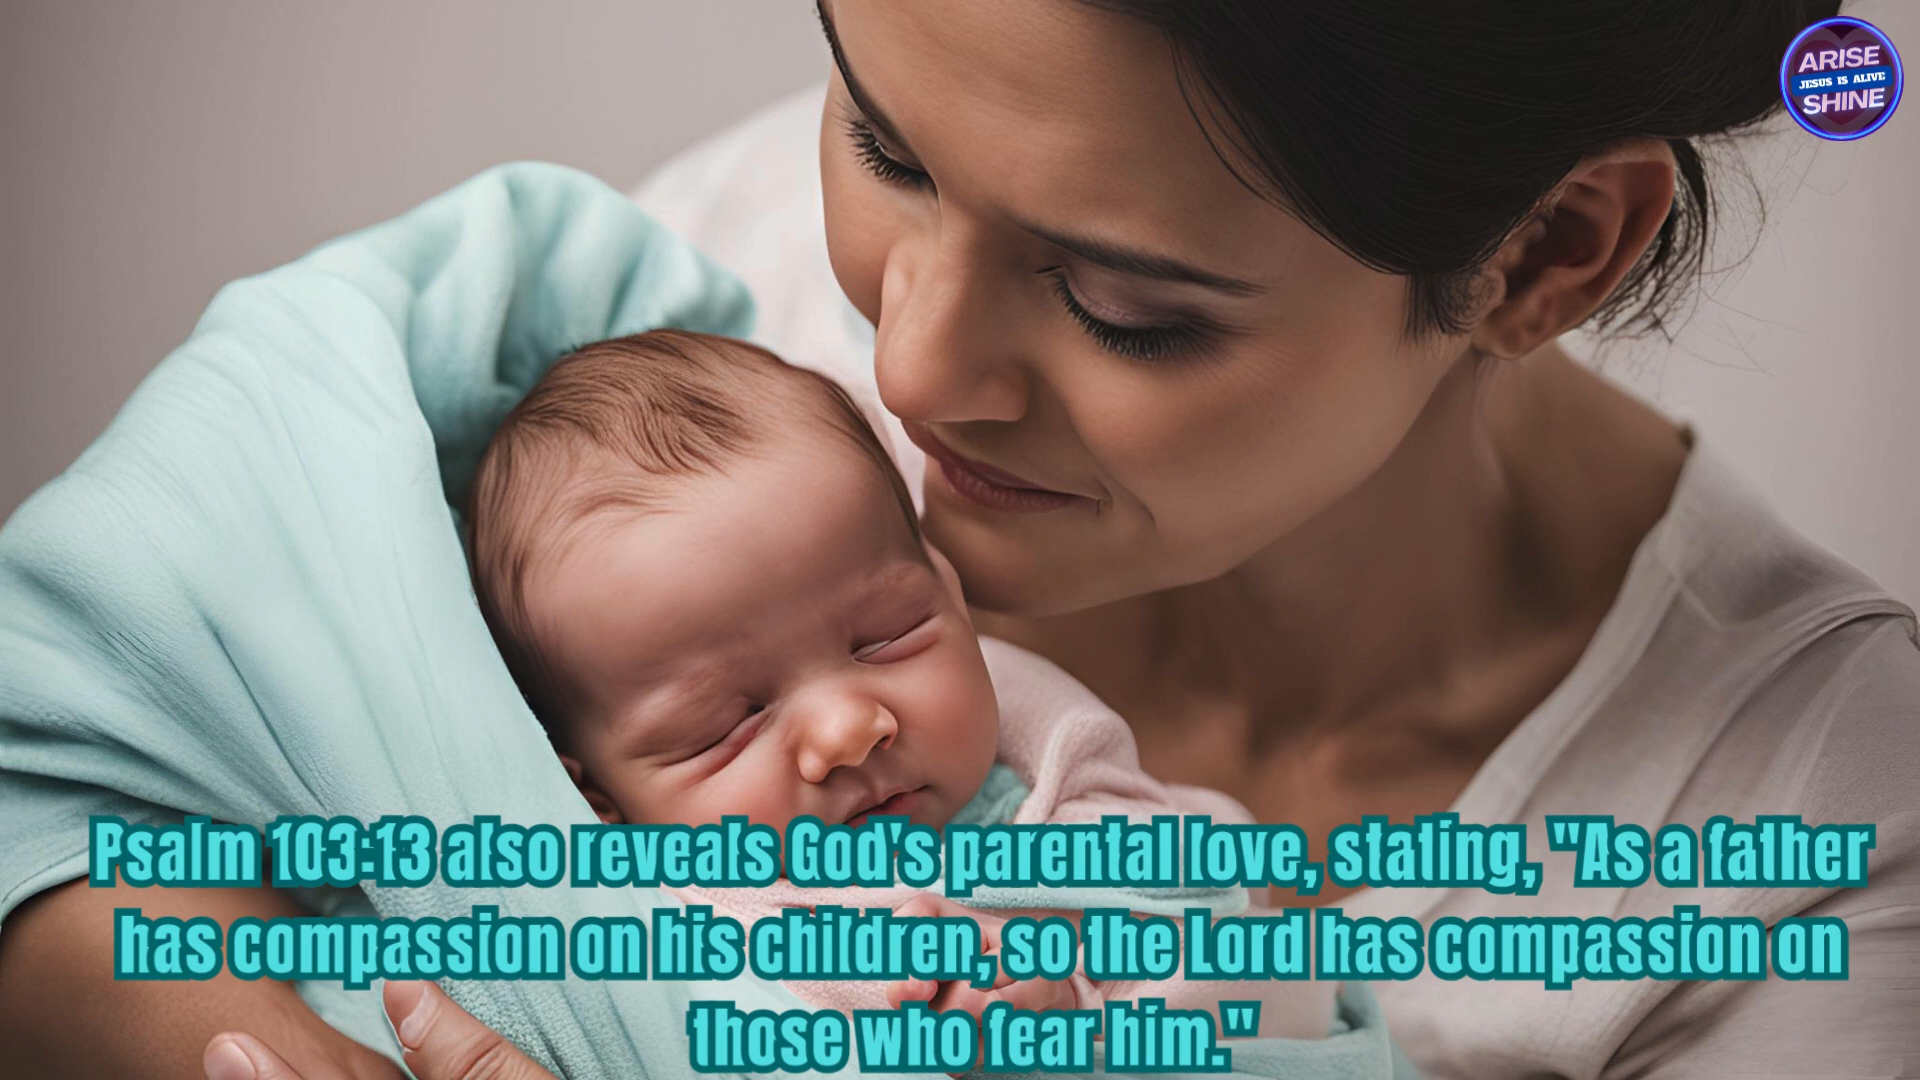 ARISE
JESUS IS ALIVE
SHINE
Psalm 103:13 also reveals God's parental love, stating, "As a father
has compassion on his children, so the Lord has compassion on
those who fear him."